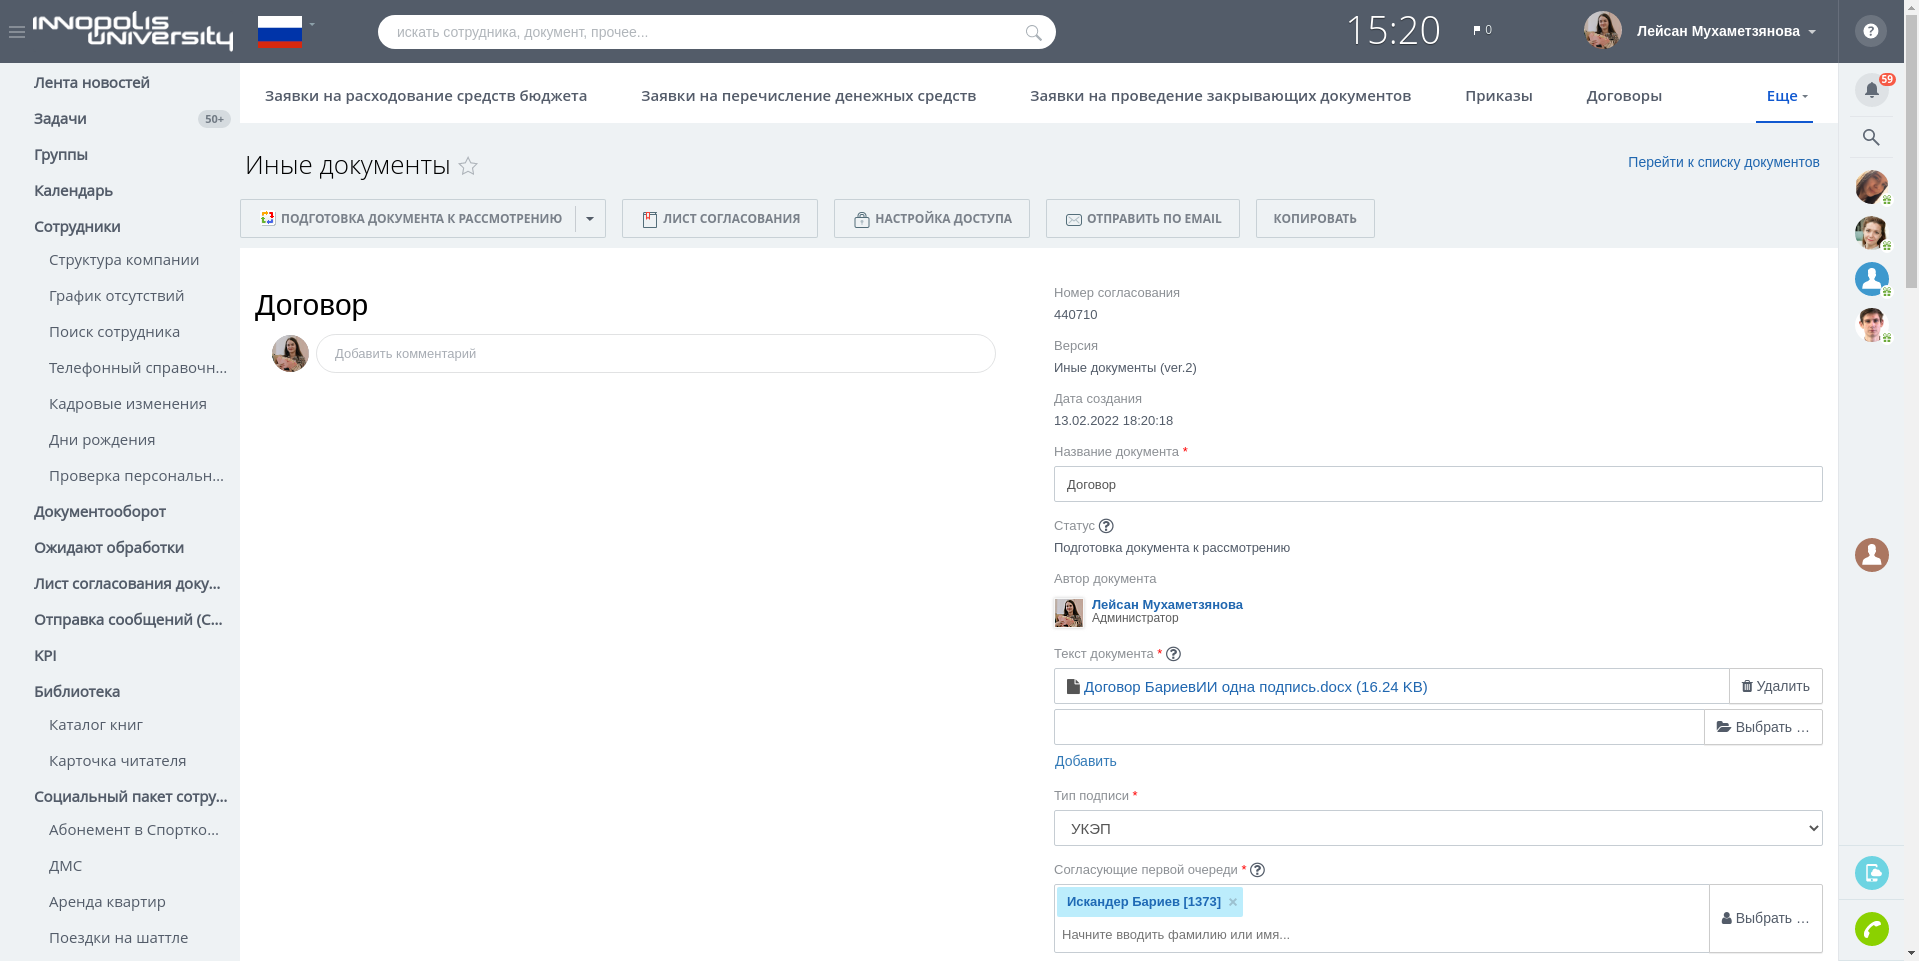 INNOPOLIS
UNIVERSITY
искать сотрудника, документ, прочее...
15:20
0
Лейсан Мухаметзянова
?
59
Лента новостей
Задачи
50+
Группы
Календарь
Сотрудники
Структура компании
График отсутствий
Поиск сотрудника
Телефонный справочн...
Кадровые изменения
Дни рождения
Проверка персональн...
Документооборот
Ожидают обработки
Лист согласования доку...
Отправка сообщений (С...
KPI
Библиотека
Каталог книг
Карточка читателя
Социальный пакет сотру...
Абонемент в Спортко...
ДМС
Аренда квартир
Поездки на шаттле
Заявки на расходование средств бюджета
Заявки на перечисление денежных средств
Заявки на проведение закрывающих документов
Приказы
Договоры
Еще
Иные документы
Перейти к списку документов
ПОДГОТОВКА ДОКУМЕНТА К РАССМОТРЕНИЮ
ЛИСТ СОГЛАСОВАНИЯ
НАСТРОЙКА ДОСТУПА
ОТПРАВИТЬ ПО EMAIL
КОПИРОВАТЬ
Договор
Добавить комментарий
Номер согласования
440710
Версия
Иные документы (ver.2)
Дата создания
13.02.2022 18:20:18
Название документа *
Договор
Статус ?
Подготовка документа к рассмотрению
Автор документа
Лейсан Мухаметзянова
Администратор
Текст документа * ?
Договор БариевИИ одна подпись.docx (16.24 KB)
Удалить
Выбрать ...
Добавить
Тип подписи *
УКЭП
Согласующие первой очереди * ?
Искандер Бариев [1373] ×
Начните вводить фамилию или имя...
Выбрать ...